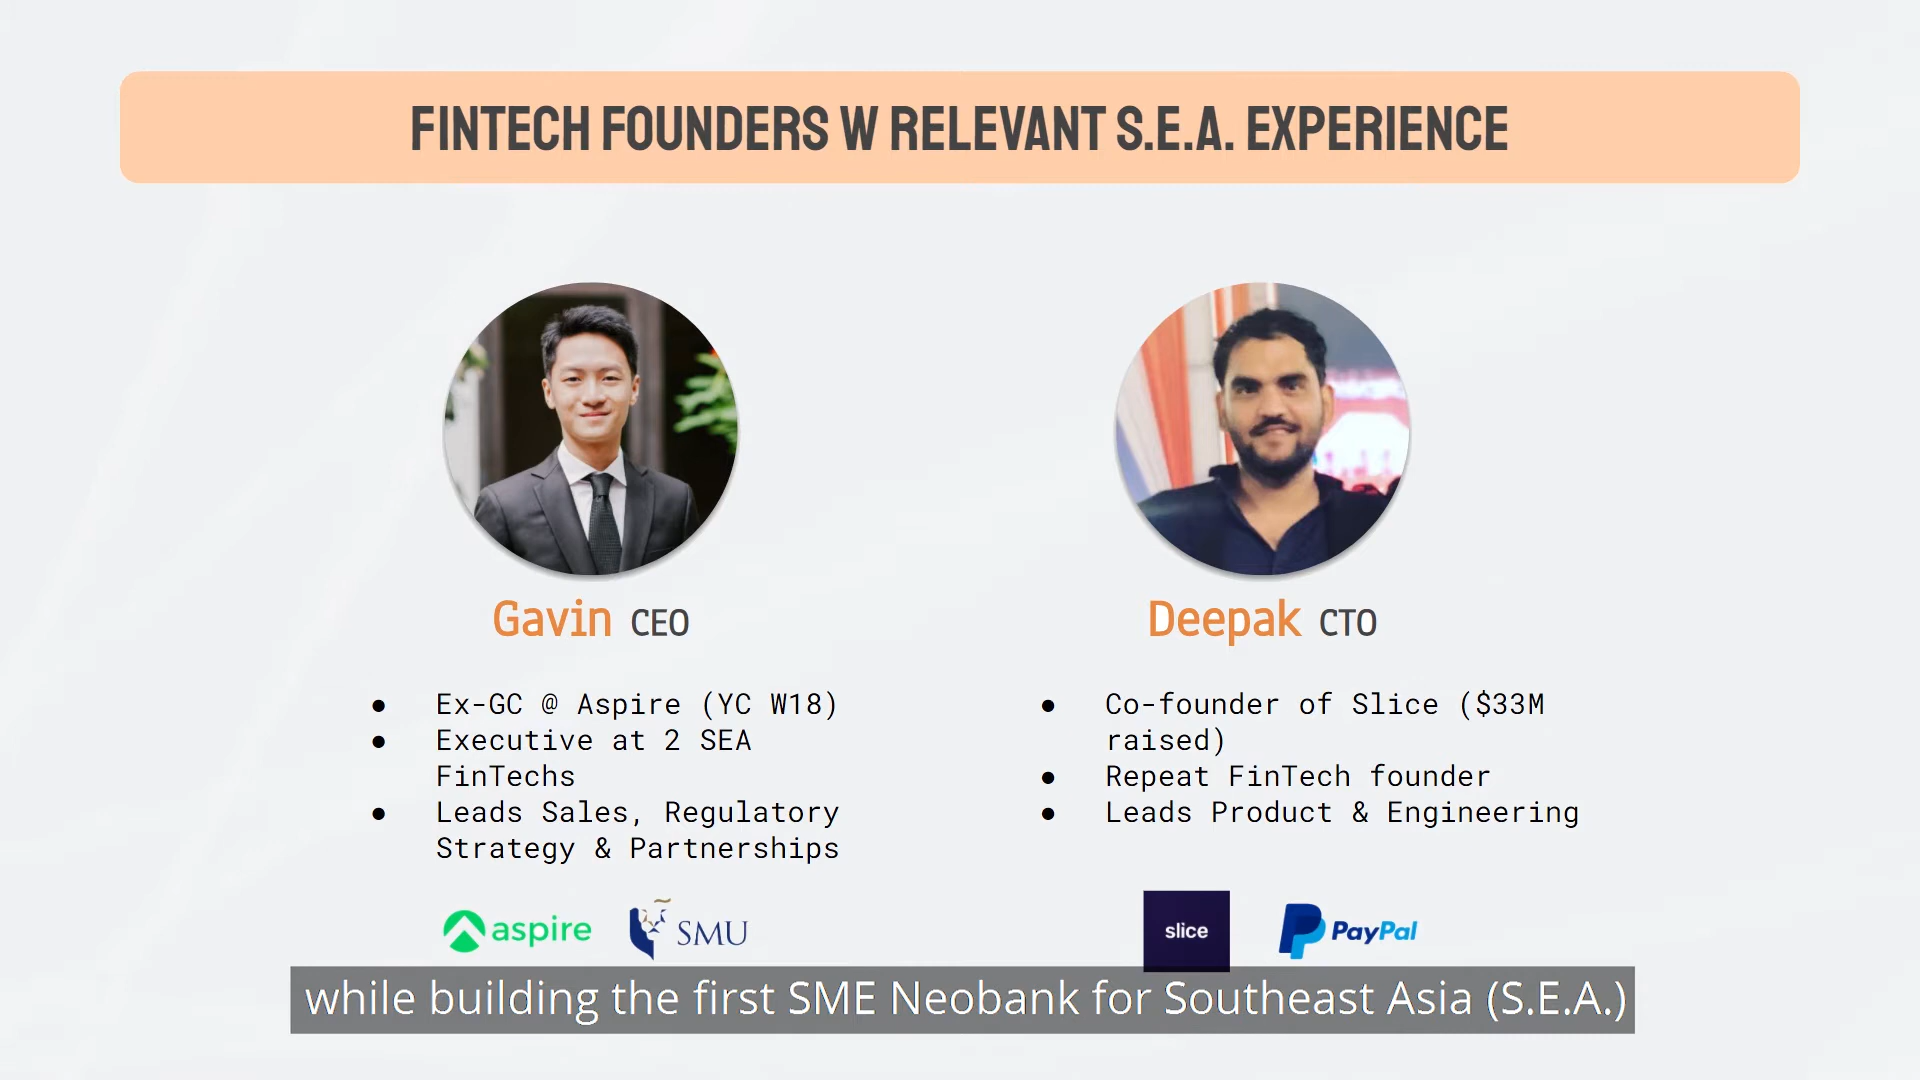 FINTECH FOUNDERS W RELEVANT S.E.A. EXPERIENCE
Gavin CEO
● Ex-GC @ Aspire (YC W18)
● Executive at 2 SEA
FinTechs
● Leads Sales, Regulatory
Strategy & Partnerships
aspire SMU
Deepak CTO
● Co-founder of Slice ($33M
raised)
● Repeat FinTech founder
● Leads Product & Engineering
slice PayPal
while building the first SME Neobank for Southeast Asia (S.E.A.)